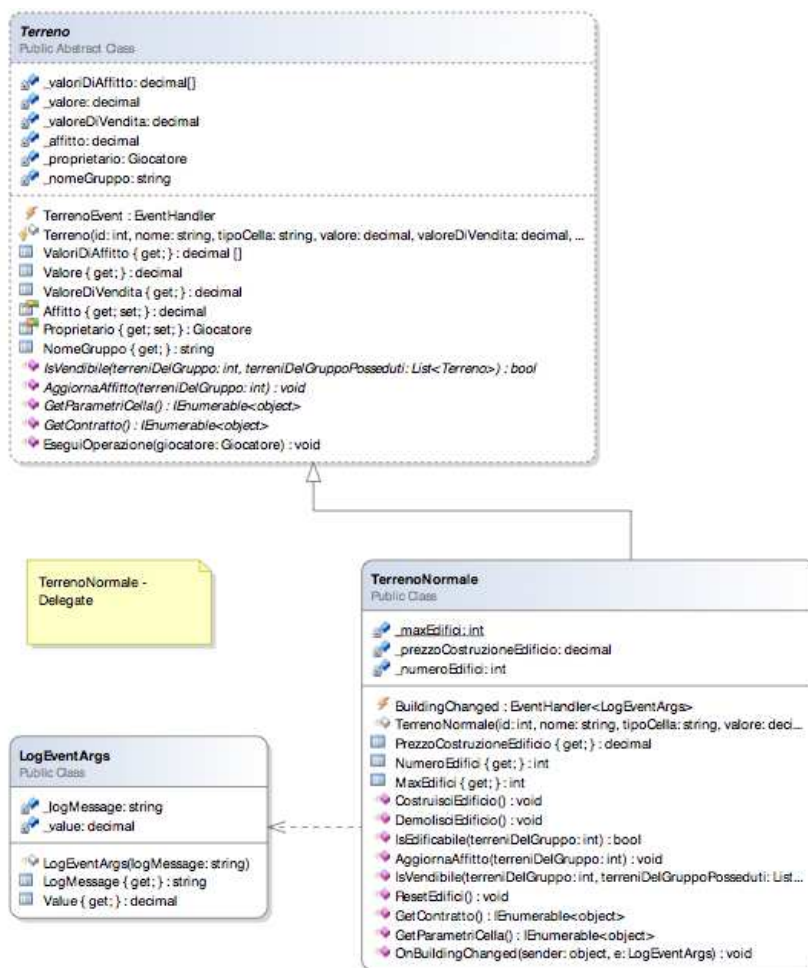 Terreno
Public Abstract Class
_valoriDiAffitto: decimal[]
_valore: decimal
_valoreDiVendita: decimal
_affitto: decimal
_proprietario: Giocatore
_nomeGruppo: string
TerrenoEvent : EventHandler
Terreno(id: int, nome: string, tipoCella: string, valore: decimal, valoreDiVendita: decimal, ...
ValoriDiAffitto { get; } : decimal []
Valore { get; } : decimal
ValoreDiVendita { get; } : decimal
Affitto { get; set; } : decimal
Proprietario { get; set; } : Giocatore
NomeGruppo { get; } : string
IsVendibile(terreniDelGruppo: int, terreniDelGruppoPosseduti: List<Terreno>) : bool
AggiornaAffitto(terreniDelGruppo: int) : void
GetParametriCella() : IEnumerable<object>
GetContratto() : IEnumerable<object>
EseguiOperazione(giocatore: Giocatore) : void
TerrenoNormale -
Delegate
TerrenoNormale
Public Class
_maxEdifici: int
_prezzoCostruzioneEdificio: decimal
_numeroEdifici: int
BuildingChanged : EventHandler<LogEventArgs>
TerrenoNormale(id: int, nome: string, tipoCella: string, valore: deci...
PrezzoCostruzioneEdificio { get; } : decimal
NumeroEdifici { get; } : int
MaxEdifici { get; } : int
CostruisciEdificio() : void
DemolisciEdificio() : void
IsEdificabile(terreniDelGruppo: int) : bool
AggiornaAffitto(terreniDelGruppo: int) : void
IsVendibile(terreniDelGruppo: int, terreniDelGruppoPosseduti: List...
ResetEdifici() : void
GetContratto() : IEnumerable<object>
GetParametriCella() : IEnumerable<object>
OnBuildingChanged(sender: object, e: LogEventArgs) : void
LogEventArgs
Public Class
_logMessage: string
_value: decimal
LogEventArgs(logMessage: string)
LogMessage { get; } : string
Value { get; } : decimal